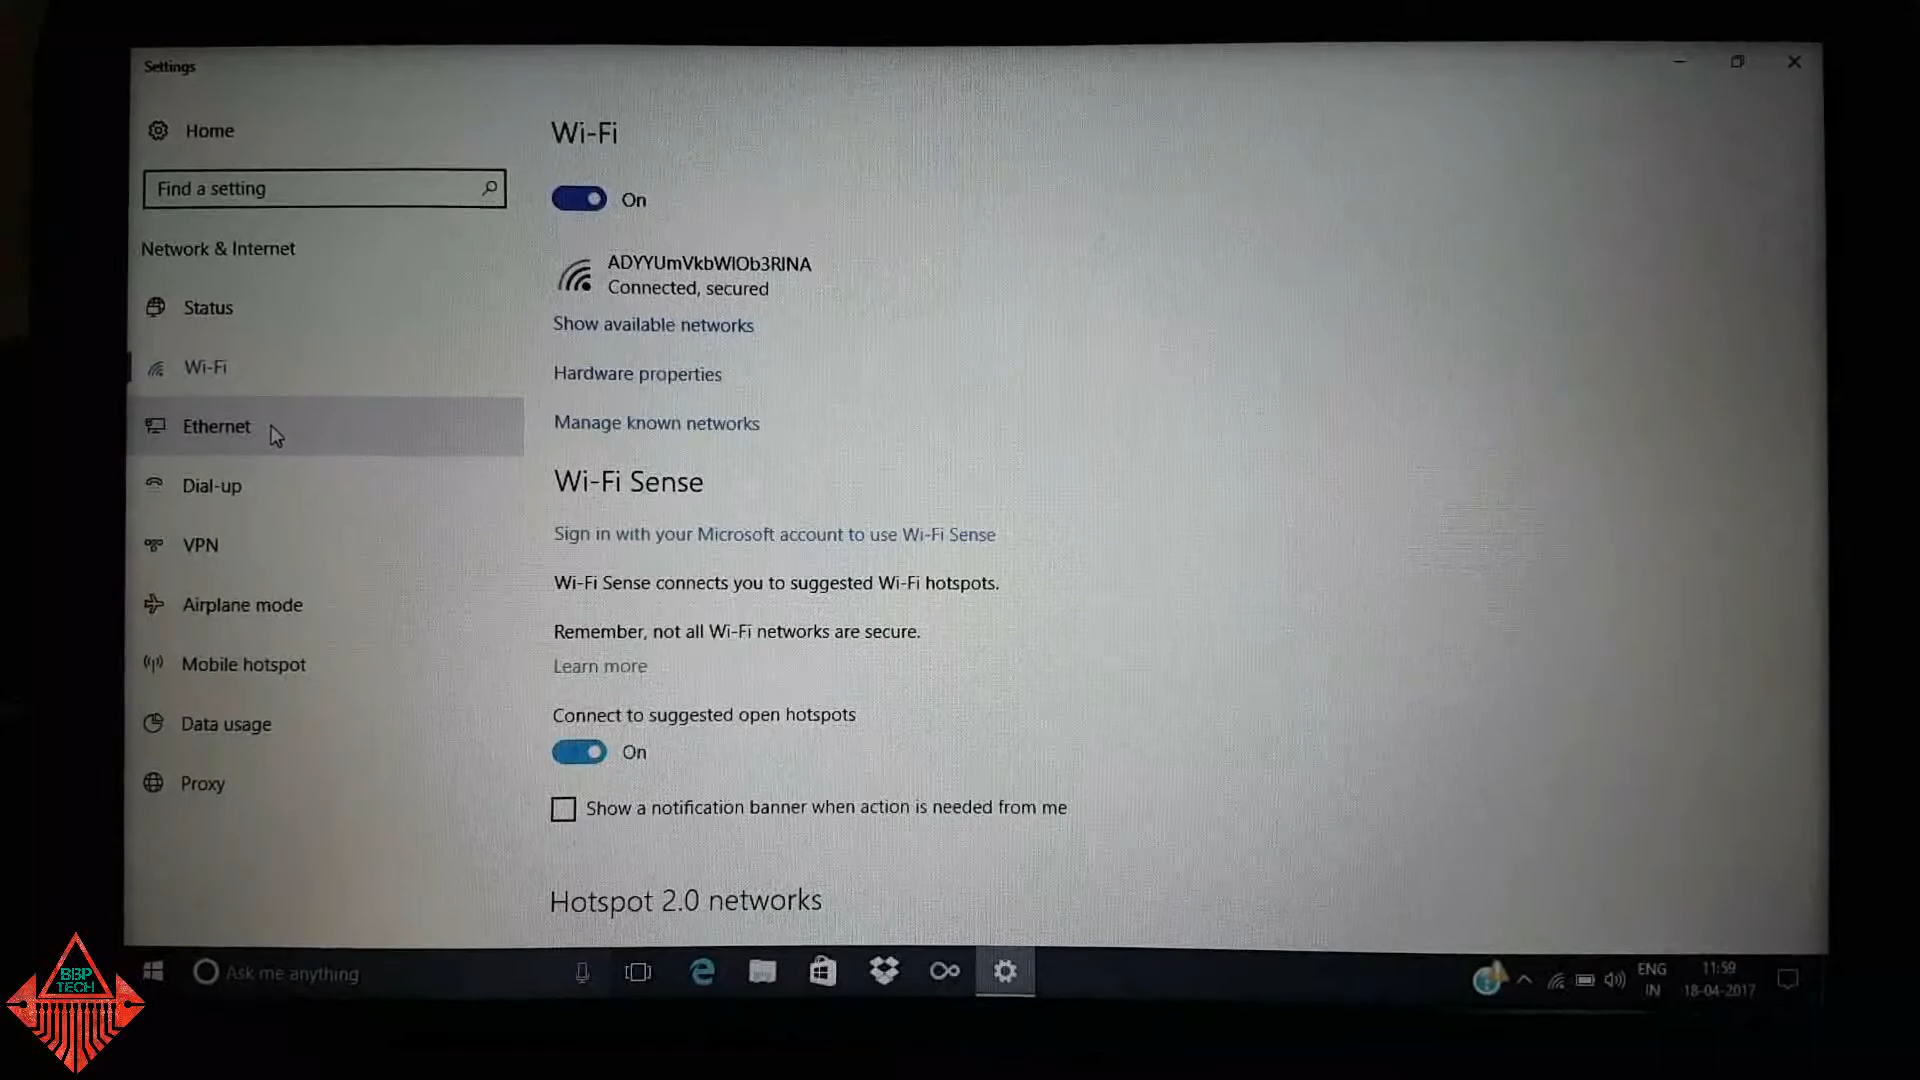 Settings
Home
Find a setting
Network & Internet
Status
Wi-Fi
Ethernet
Dial-up
VPN
Airplane mode
Mobile hotspot
Data usage
Proxy
Wi-Fi
On
ADYYUmVkbWlOb3RlNA
Connected, secured
Show available networks
Hardware properties
Manage known networks
Wi-Fi Sense
Sign in with your Microsoft account to use Wi-Fi Sense
Wi-Fi Sense connects you to suggested Wi-Fi hotspots.
Remember, not all Wi-Fi networks are secure.
Learn more
Connect to suggested open hotspots
On
Show a notification banner when action is needed from me
Hotspot 2.0 networks
Ask me anything
ENG
IN
11:59
18-04-2017
BBP
TECH